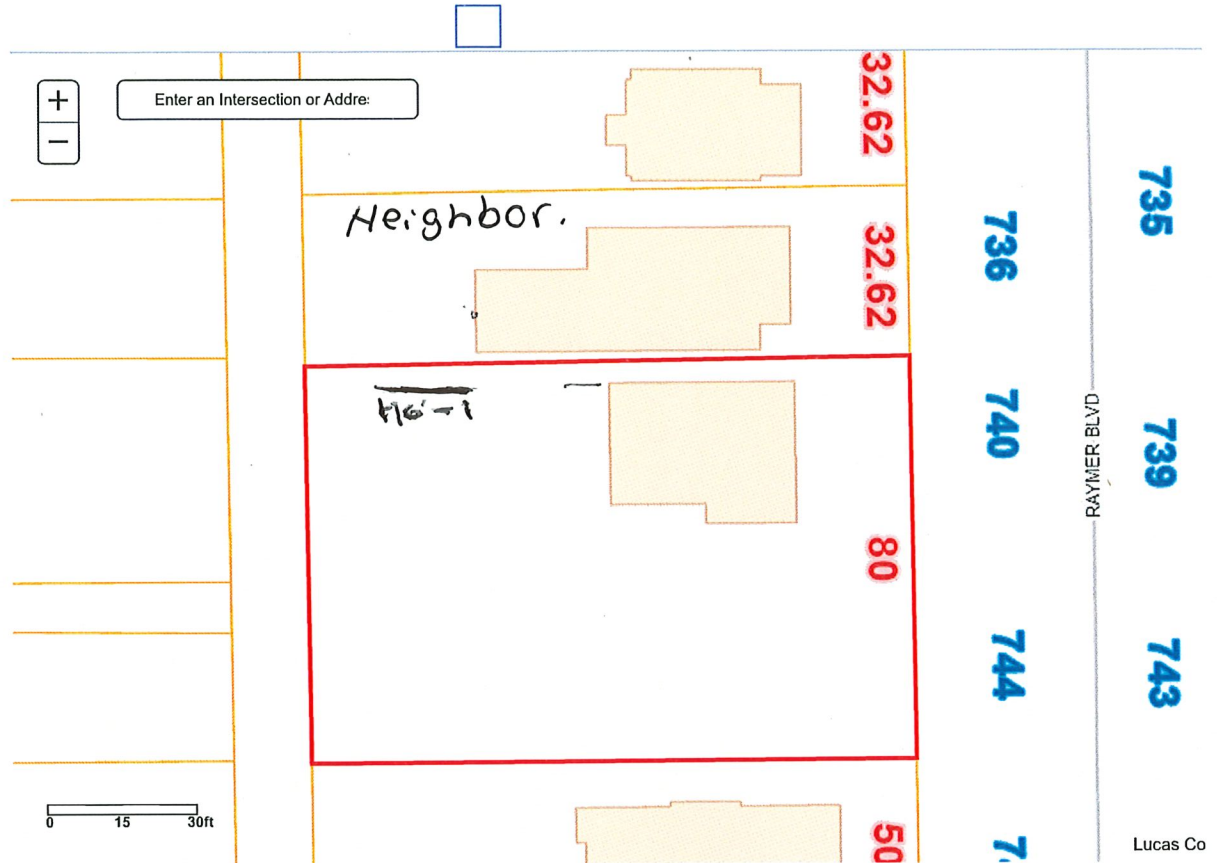 +
Enter an Intersection or Addre
−
32.62
735
Neighbor.
32.62
736
740
RAYMER BLVD
739
80
744
743
0 15 30ft
50
Lucas Co